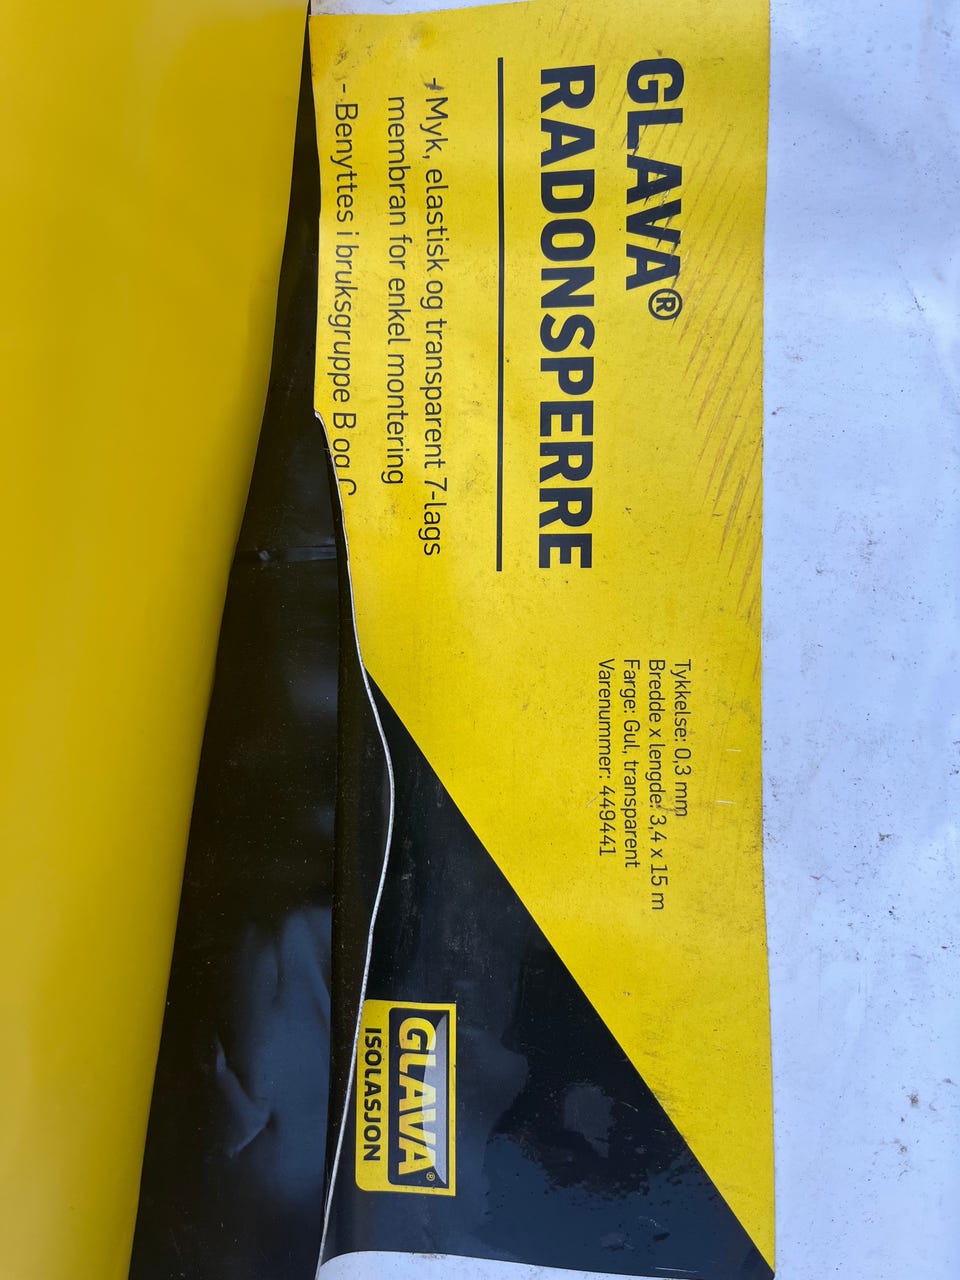 GLAVA®
RADONSPERRE
+ Myk, elastisk og transparent 7-lags
membran for enkel montering
- Benyttes i bruksgruppe B og C
Tykkelse: 0,3 mm
Bredde x lengde: 3,4 x 15 m
Farge: Gul, transparent
Varenummer: 449441
GLAVA®
ISOLASJON